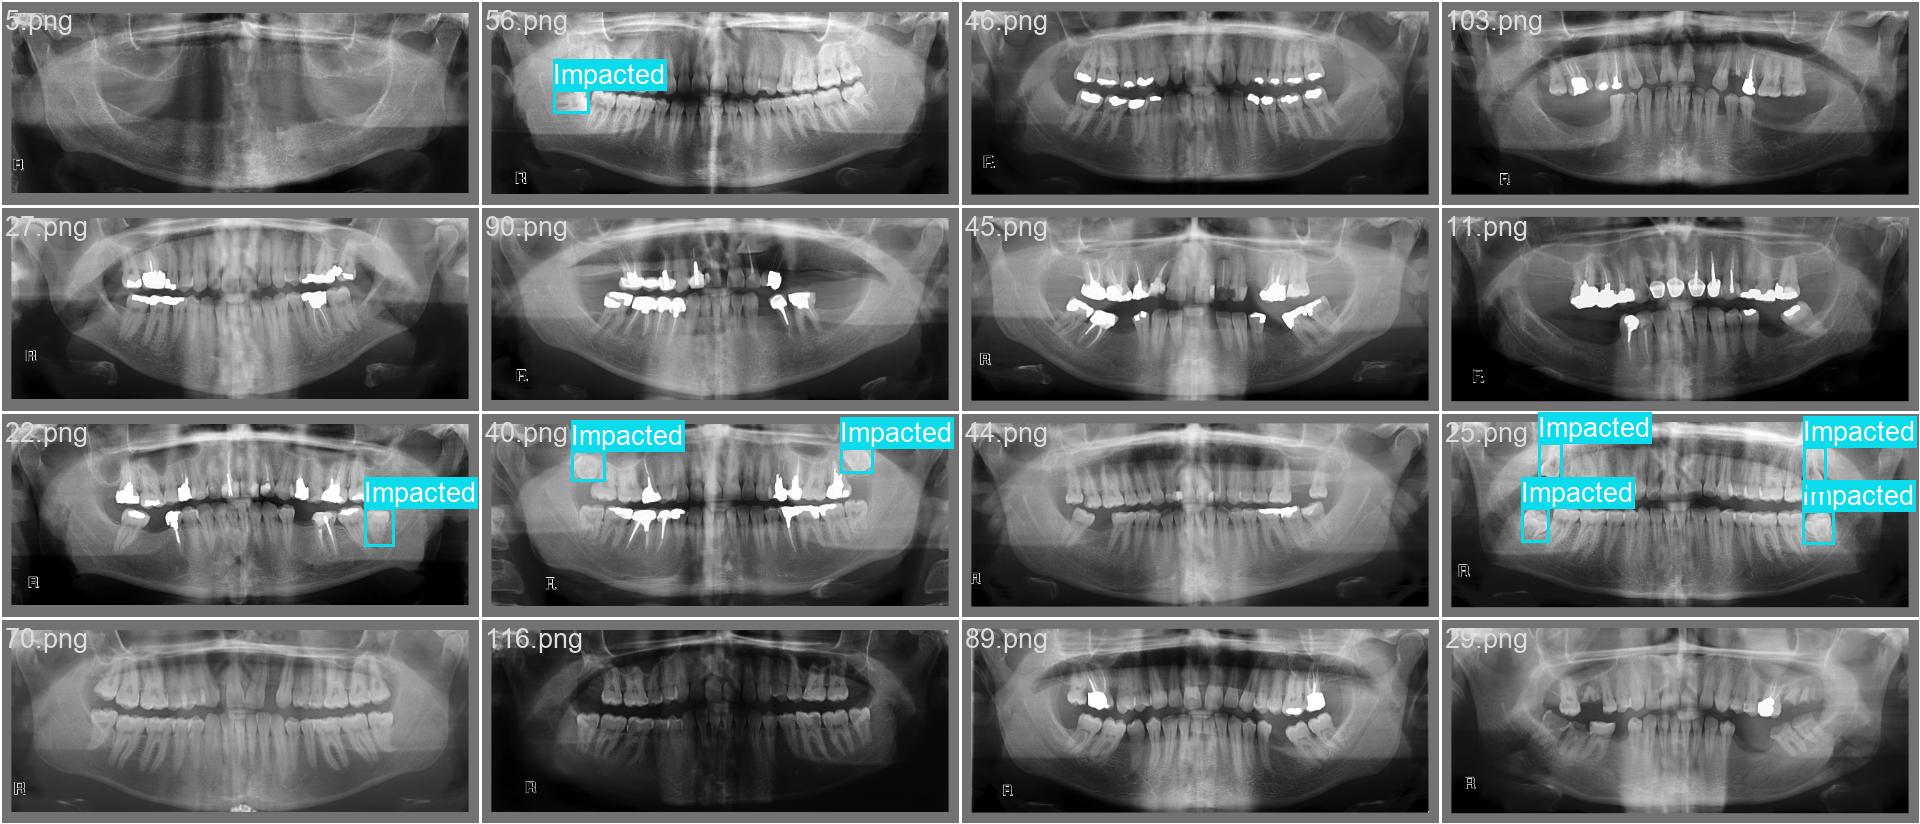 5.png
56.png
46.png
103.png
Impacted
R
R
R
R
27.png
90.png
45.png
11.png
R
R
R
R
22.png
40.png
44.png
25.png
Impacted
Impacted
Impacted
Impacted
Impacted
Impacted
Impacted
R
R
R
R
70.png
116.png
89.png
29.png
R
R
R
R